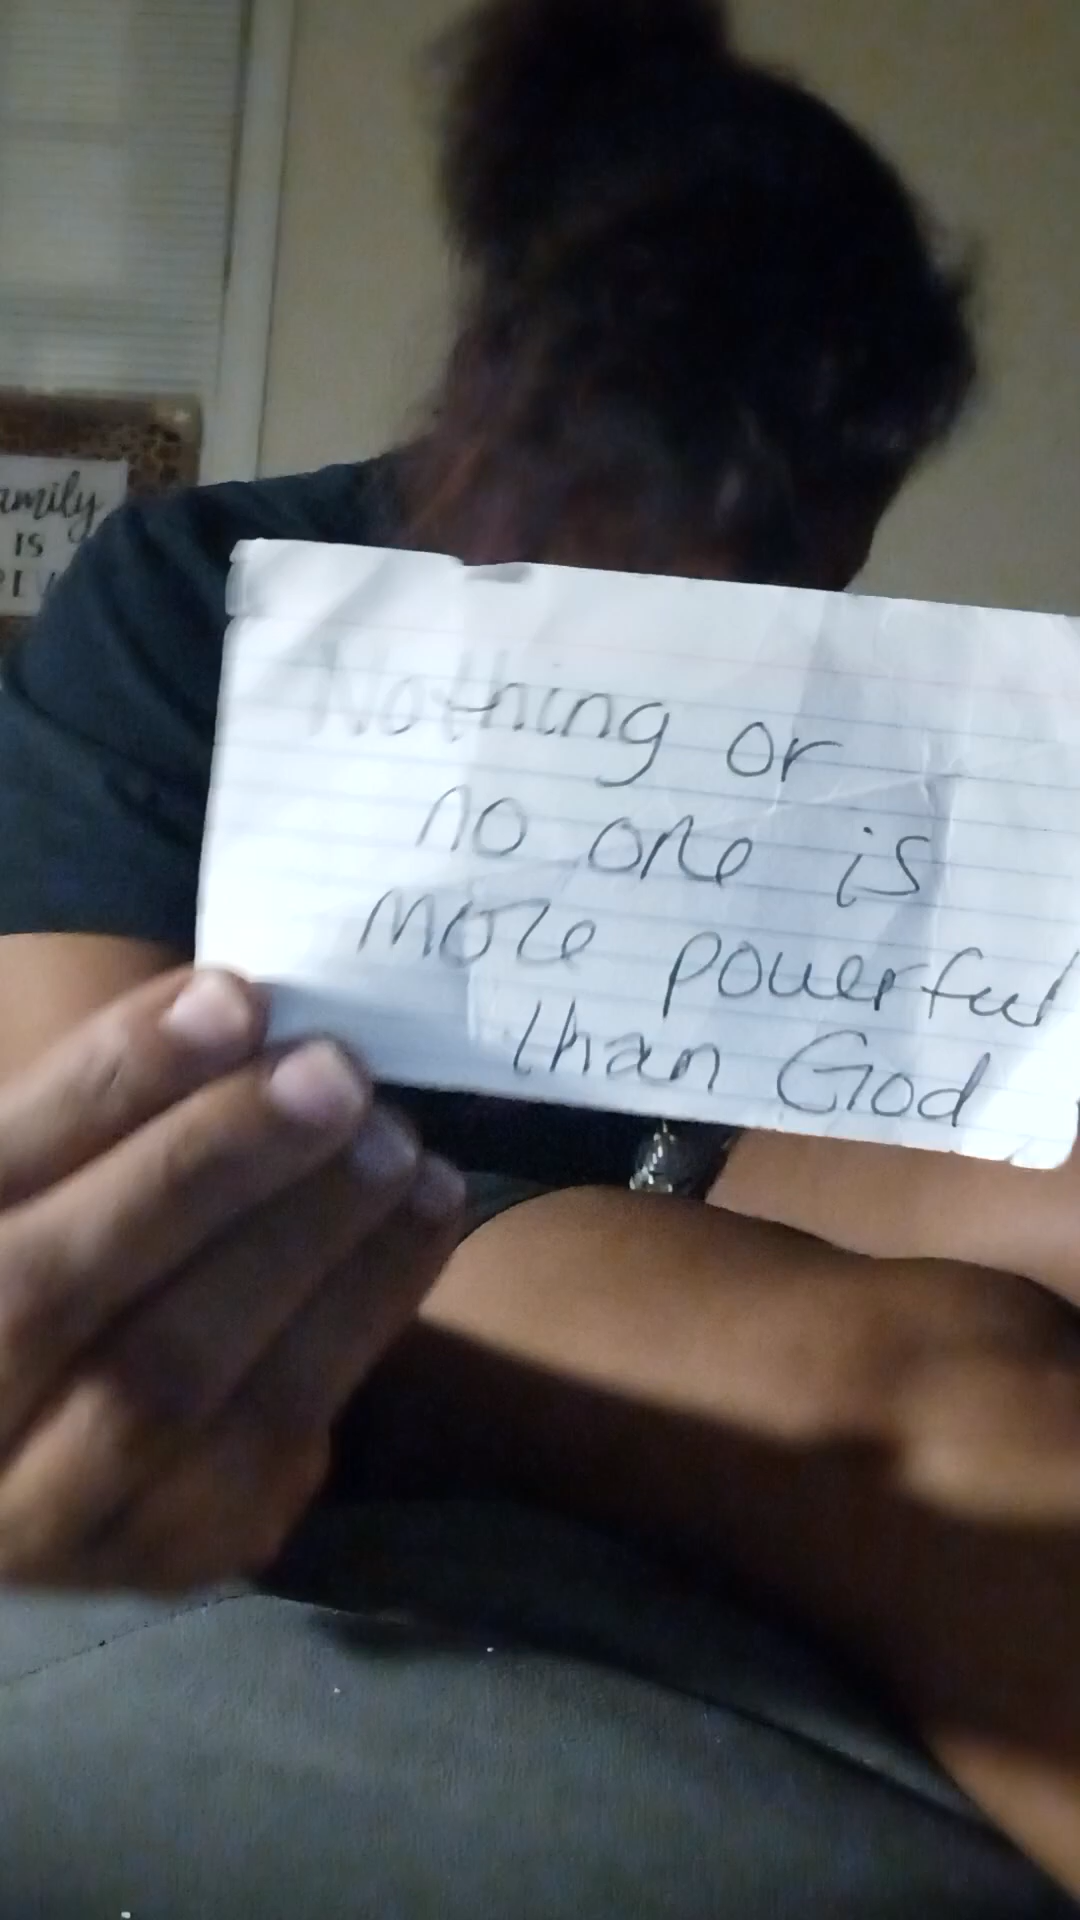 amily
IS
Nothing or
no one is
more powerful
than God